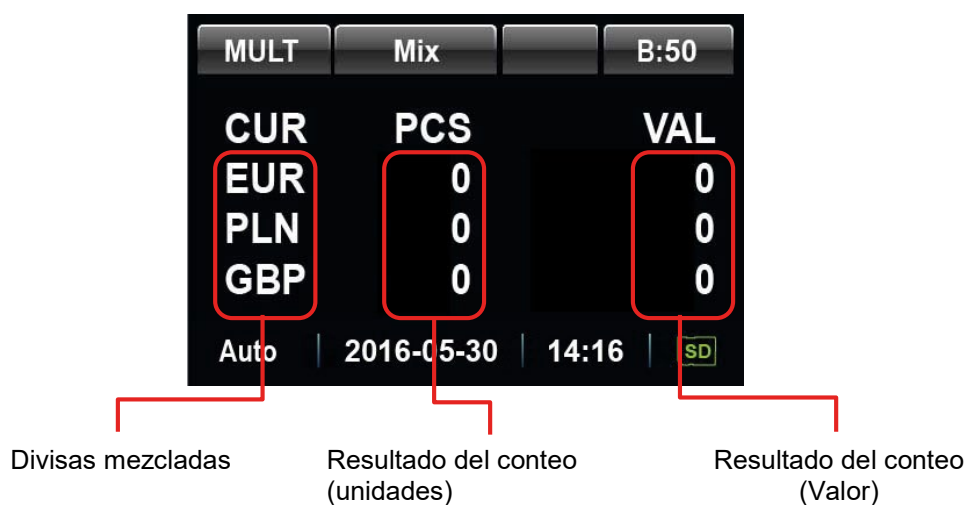 MULT Mix B:50
CUR PCS VAL
EUR 0 0
PLN 0 0
GBP 0 0
Auto 2016-05-30 14:16 SD
Divisas mezcladas Resultado del conteo Resultado del conteo
(unidades) (Valor)